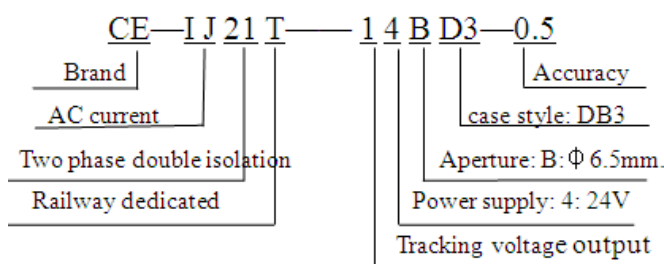 CE—IJ21T——14BD3—0.5
Brand Accuracy
AC current case style: DB3
Two phase double isolation Aperture: B:Φ 6.5mm.
Railway dedicated Power supply: 4: 24V
Tracking voltage output